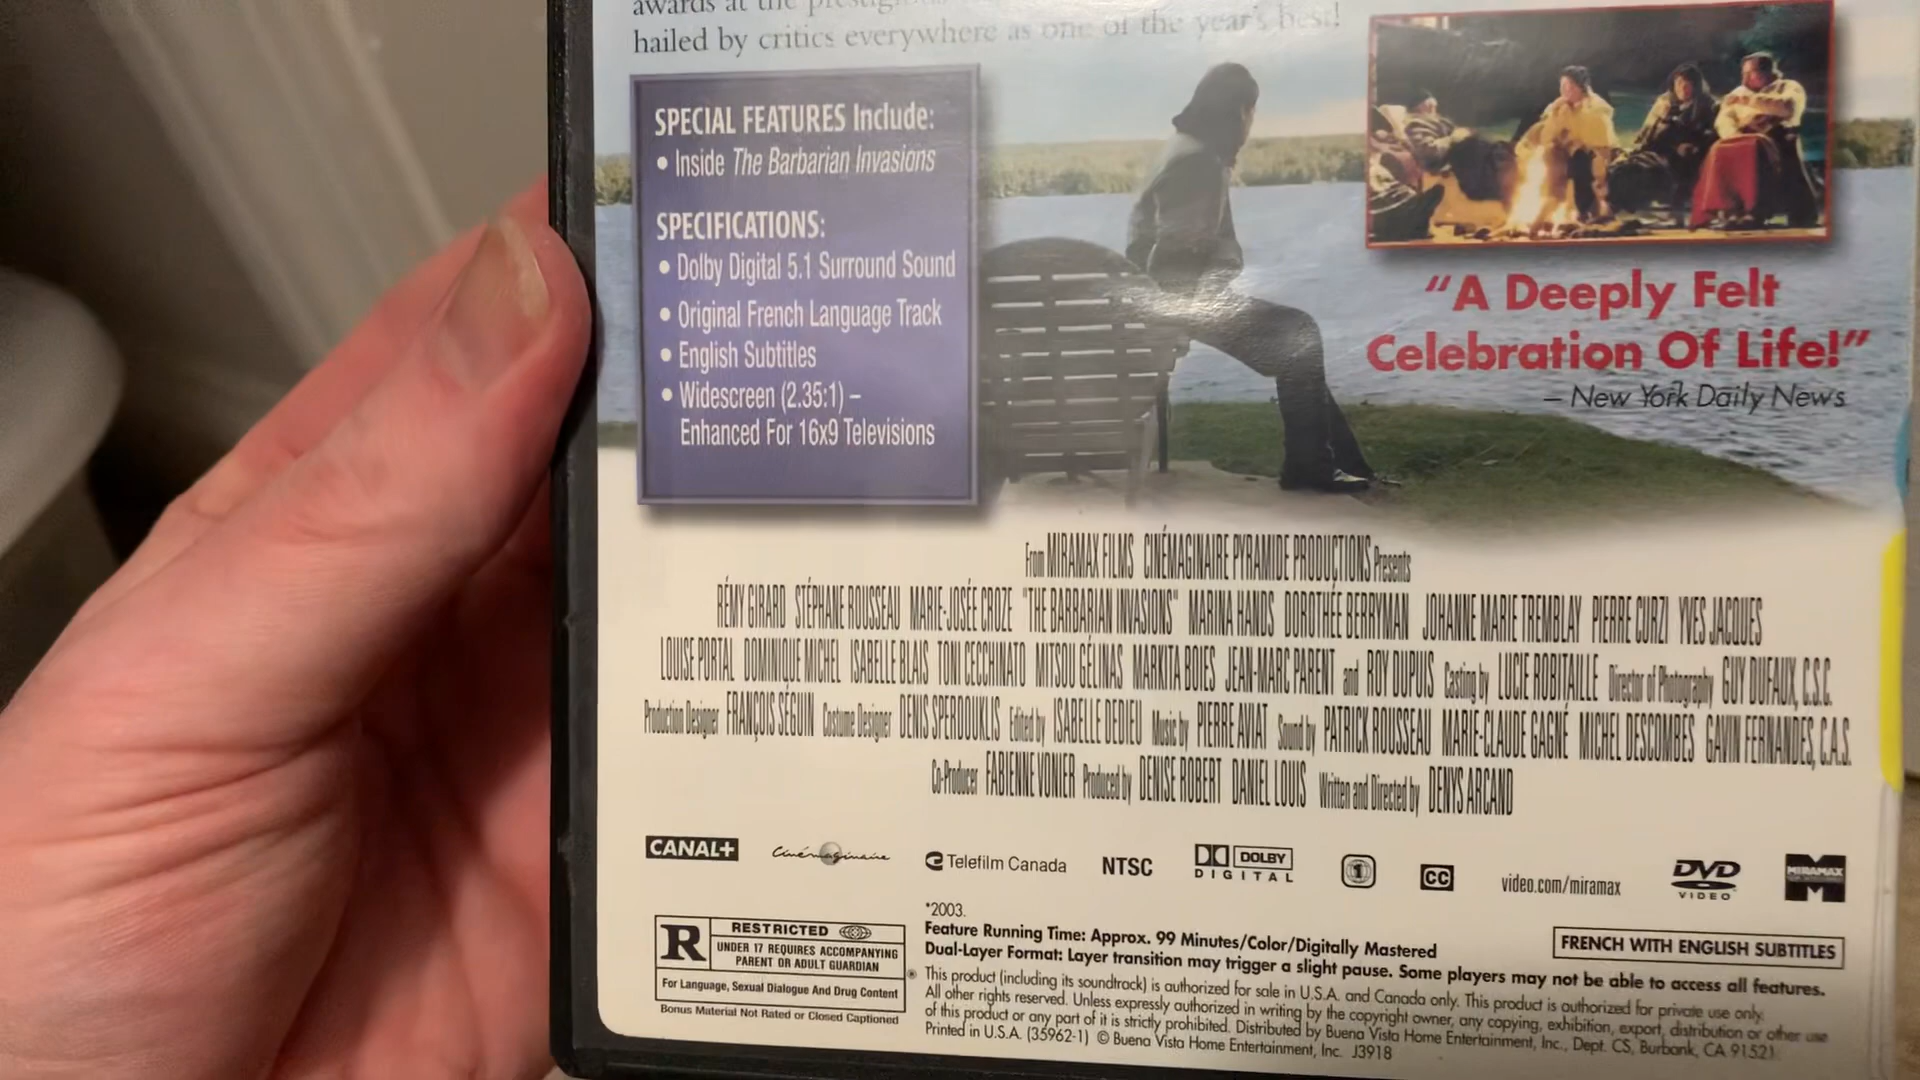 awards at the prestigious
hailed by critics everywhere as one of the year's best!
SPECIAL FEATURES Include:
• Inside The Barbarian Invasions
SPECIFICATIONS:
• Dolby Digital 5.1 Surround Sound
• Original French Language Track
• English Subtitles
• Widescreen (2.35:1) –
Enhanced For 16x9 Televisions
"A Deeply Felt
Celebration Of Life!"
– New York Daily News
From MIRAMAX FILMS CINÉMAGINAIRE PYRAMIDE PRODUCTIONS Presents
RÉMY GIRARD STÉPHANE ROUSSEAU MARIE-JOSÉE CROZE "THE BARBARIAN INVASIONS" MARINA HANDS DOROTHÉE BERRYMAN JOHANNE MARIE TREMBLAY PIERRE CURZI YVES JACQUES
LOUISE PORTAL DOMINIQUE MICHEL ISABELLE BLAIS TONI CECCHINATO MITSOU GÉLINAS MARKITA BOIES JEAN-MARC PARENT and ROY DUPUIS Casting by LUCIE ROBITAILLE Director of Photography GUY DUFAUX, C.S.C.
Production Designer FRANÇOIS SÉGUIN Costume Designer DENIS SPERDOUKLIS Edited by ISABELLE DEDIEU Music by PIERRE AVIAT Sound by PATRICK ROUSSEAU MARIE-CLAUDE GAGNÉ MICHEL DESCOMBES GAVIN FERNANDES, C.A.S.
Co-Producer FABIENNE VONIER Produced by DENISE ROBERT DANIEL LOUIS Written and Directed by DENYS ARCAND
CANAL+ Cinémaginaire Telefilm Canada NTSC DOLBY DIGITAL 1 CC video.com/miramax DVD VIDEO MIRAMAX
R RESTRICTED
UNDER 17 REQUIRES ACCOMPANYING
PARENT OR ADULT GUARDIAN
®
For Language, Sexual Dialogue And Drug Content
Bonus Material Not Rated or Closed Captioned
*2003.
Feature Running Time: Approx. 99 Minutes/Color/Digitally Mastered
FRENCH WITH ENGLISH SUBTITLES
Dual-Layer Format: Layer transition may trigger a slight pause. Some players may not be able to access all features.
This product (including its soundtrack) is authorized for sale in U.S.A. and Canada only. This product is authorized for private use only.
All other rights reserved. Unless expressly authorized in writing by the copyright owner, any copying, exhibition, export, distribution or other use
of this product or any part of it is strictly prohibited. Distributed by Buena Vista Home Entertainment, Inc., Dept. CS, Burbank, CA 91521.
Printed in U.S.A. (35962-1) © Buena Vista Home Entertainment, Inc. J3918